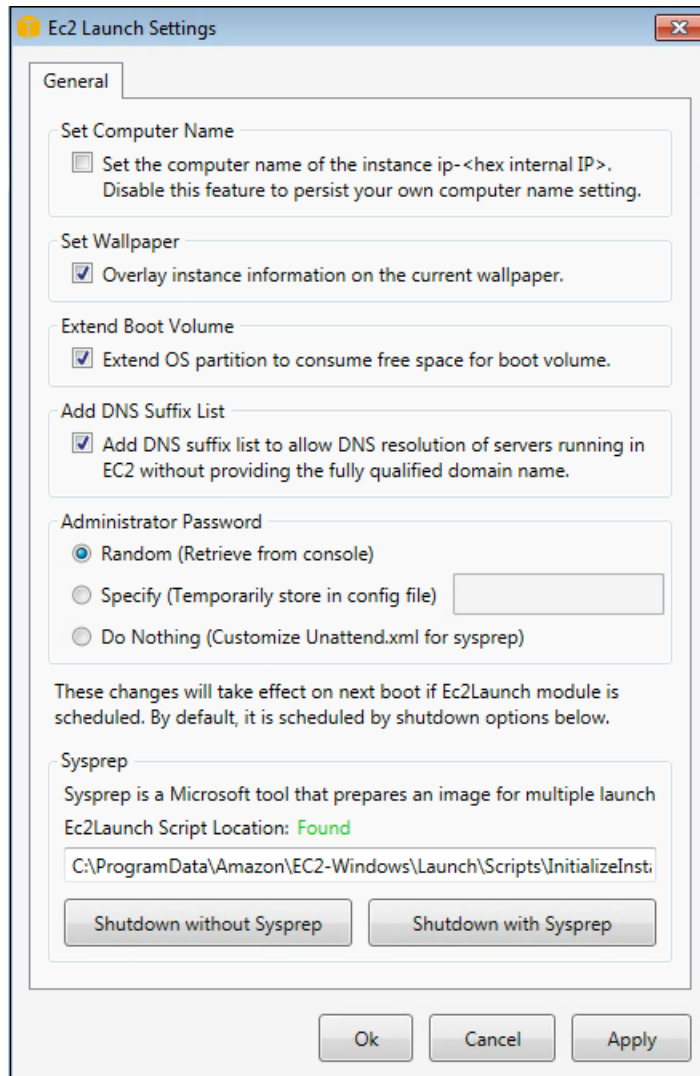 Ec2 Launch Settings
General
Set Computer Name
Set the computer name of the instance ip-<hex internal IP>.
Disable this feature to persist your own computer name setting.
Set Wallpaper
Overlay instance information on the current wallpaper.
Extend Boot Volume
Extend OS partition to consume free space for boot volume.
Add DNS Suffix List
Add DNS suffix list to allow DNS resolution of servers running in
EC2 without providing the fully qualified domain name.
Administrator Password
Random (Retrieve from console)
Specify (Temporarily store in config file)
Do Nothing (Customize Unattend.xml for sysprep)
These changes will take effect on next boot if Ec2Launch module is
scheduled. By default, it is scheduled by shutdown options below.
Sysprep
Sysprep is a Microsoft tool that prepares an image for multiple launch
Ec2Launch Script Location: Found
C:\ProgramData\Amazon\EC2-Windows\Launch\Scripts\InitializeInsta
Shutdown without Sysprep Shutdown with Sysprep
Ok Cancel Apply